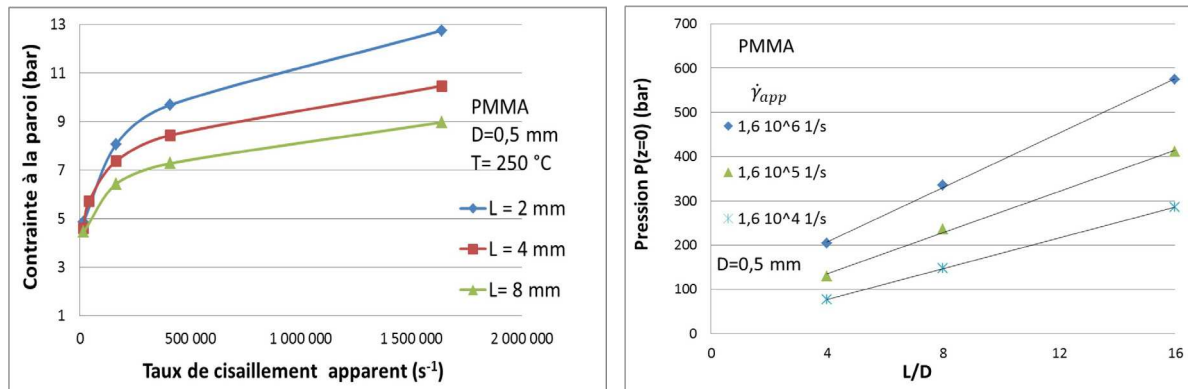 13
11
9
7
5
3
1
Contrainte à la paroi (bar)
PMMA
D=0,5 mm
T= 250 °C
L = 2 mm
L = 4 mm
L= 8 mm
0
500 000
1 000 000
1 500 000
2 000 000
Taux de cisaillement apparent (s⁻¹)
700
600
500
400
300
200
100
0
Pression P(z=0) (bar)
PMMA
γ̇app
1,6 10^6 1/s
1,6 10^5 1/s
1,6 10^4 1/s
D=0,5 mm
0
4
8
12
16
L/D